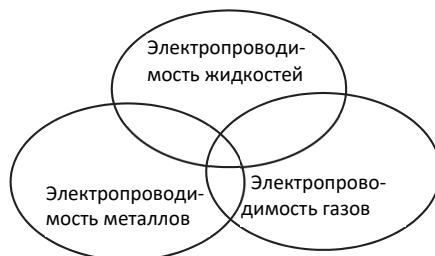 Электропроводи-
мость жидкостей
Электропроводи-
мость металлов
Электропрово-
димость газов